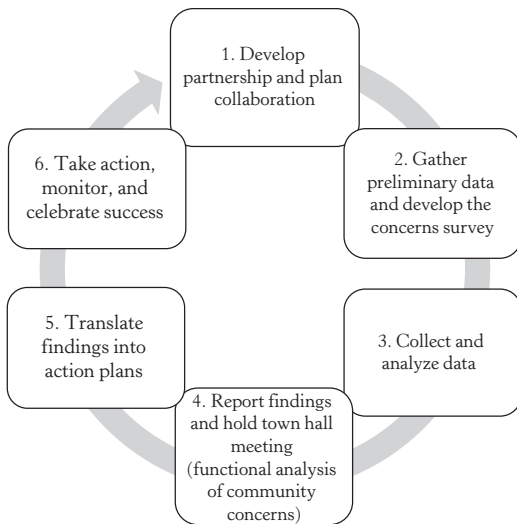 1. Develop
partnership and plan
collaboration
2. Gather
preliminary data
and develop the
concerns survey
3. Collect and
analyze data
4. Report findings
and hold town hall
meeting
(functional analysis
of community
concerns)
5. Translate
findings into
action plans
6. Take action,
monitor, and
celebrate success